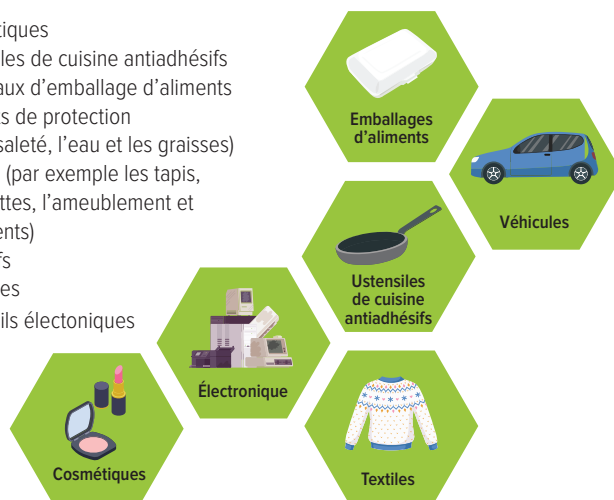 tiques
les de cuisine antiadhésifs
aux d’emballage d’aliments
ts de protection
saleté, l’eau et les graisses)
(par exemple les tapis,
ttes, l’ameublement et
ents)
fs
es
ils électoniques
Emballages
d’aliments
Véhicules
Ustensiles
de cuisine
antiadhésifs
Électronique
Cosmétiques
Textiles